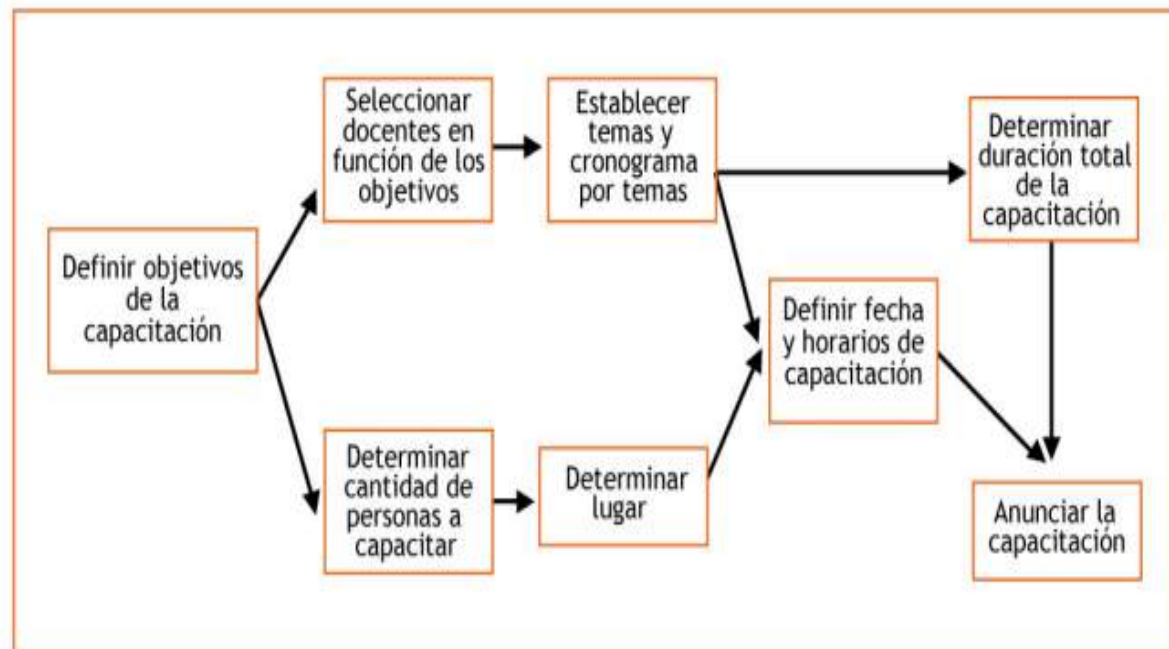 Definir objetivos
de la
capacitación
Seleccionar
docentes en
función de los
objetivos
Establecer
temas y
cronograma
por temas
Determinar
duración total
de la
capacitación
Definir fecha
y horarios de
capacitación
Determinar
cantidad de
personas a
capacitar
Determinar
lugar
Anunciar la
capacitación